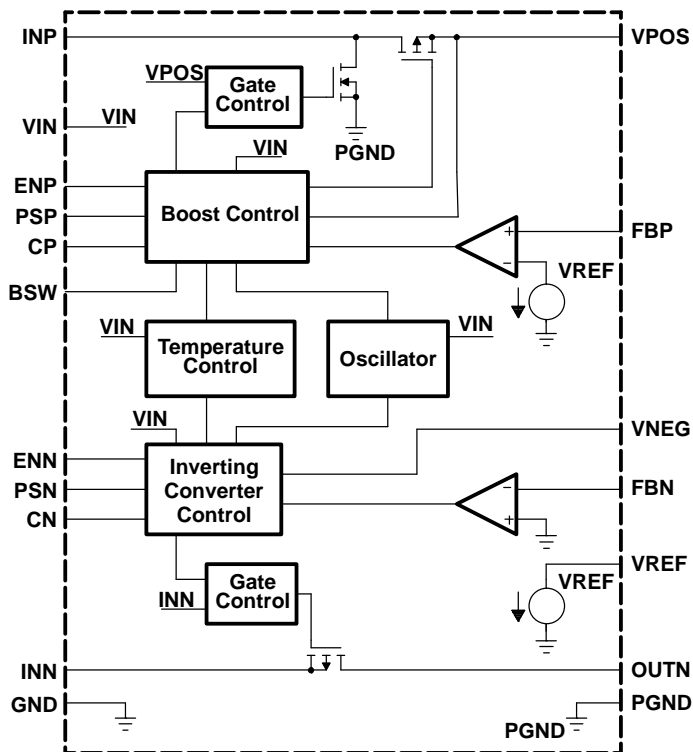 INP
VPOS
VPOS
Gate
Control
VIN
VIN
PGND
VIN
ENP
PSP
CP
BSW
Boost Control
FBP
VREF
VIN
Temperature
Control
Oscillator
VIN
VIN
VNEG
ENN
PSN
CN
Inverting
Converter
Control
FBN
VREF
VREF
Gate
Control
INN
INN
OUTN
GND
PGND
PGND